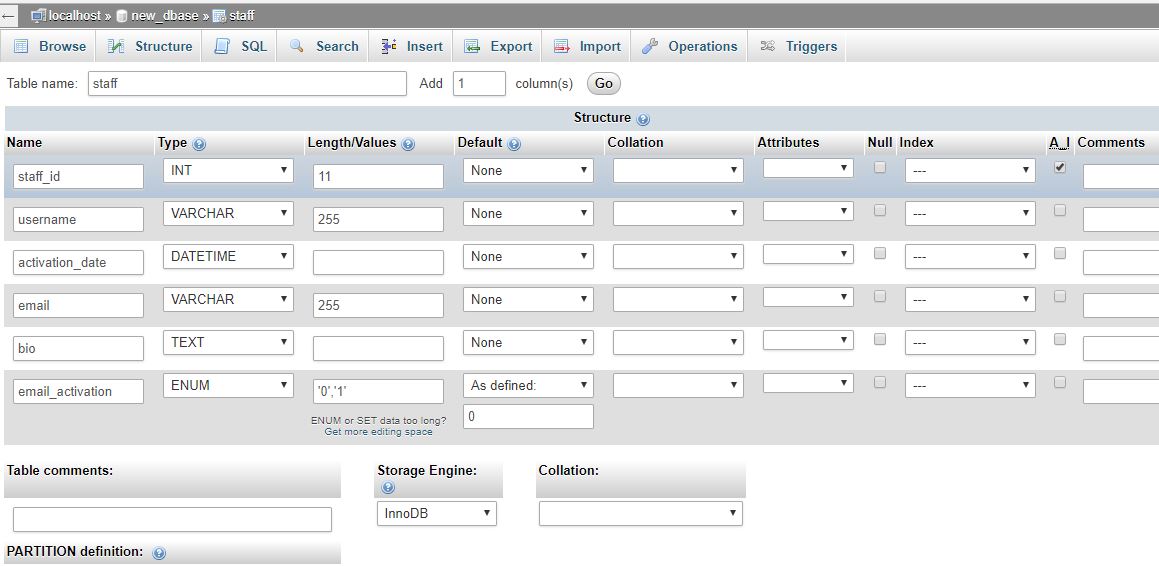 localhost » new_dbase » staff
Browse Structure SQL Search Insert Export Import Operations Triggers
Table name: staff Add 1 column(s) Go
Structure
Name Type Length/Values Default Collation Attributes Null Index A_I Comments
staff_id INT 11 None ---
username VARCHAR 255 None ---
activation_date DATETIME None ---
email VARCHAR 255 None ---
bio TEXT None ---
email_activation ENUM '0','1' As defined: ---
0
ENUM or SET data too long?
Get more editing space
Table comments: Storage Engine: Collation:
InnoDB
PARTITION definition: